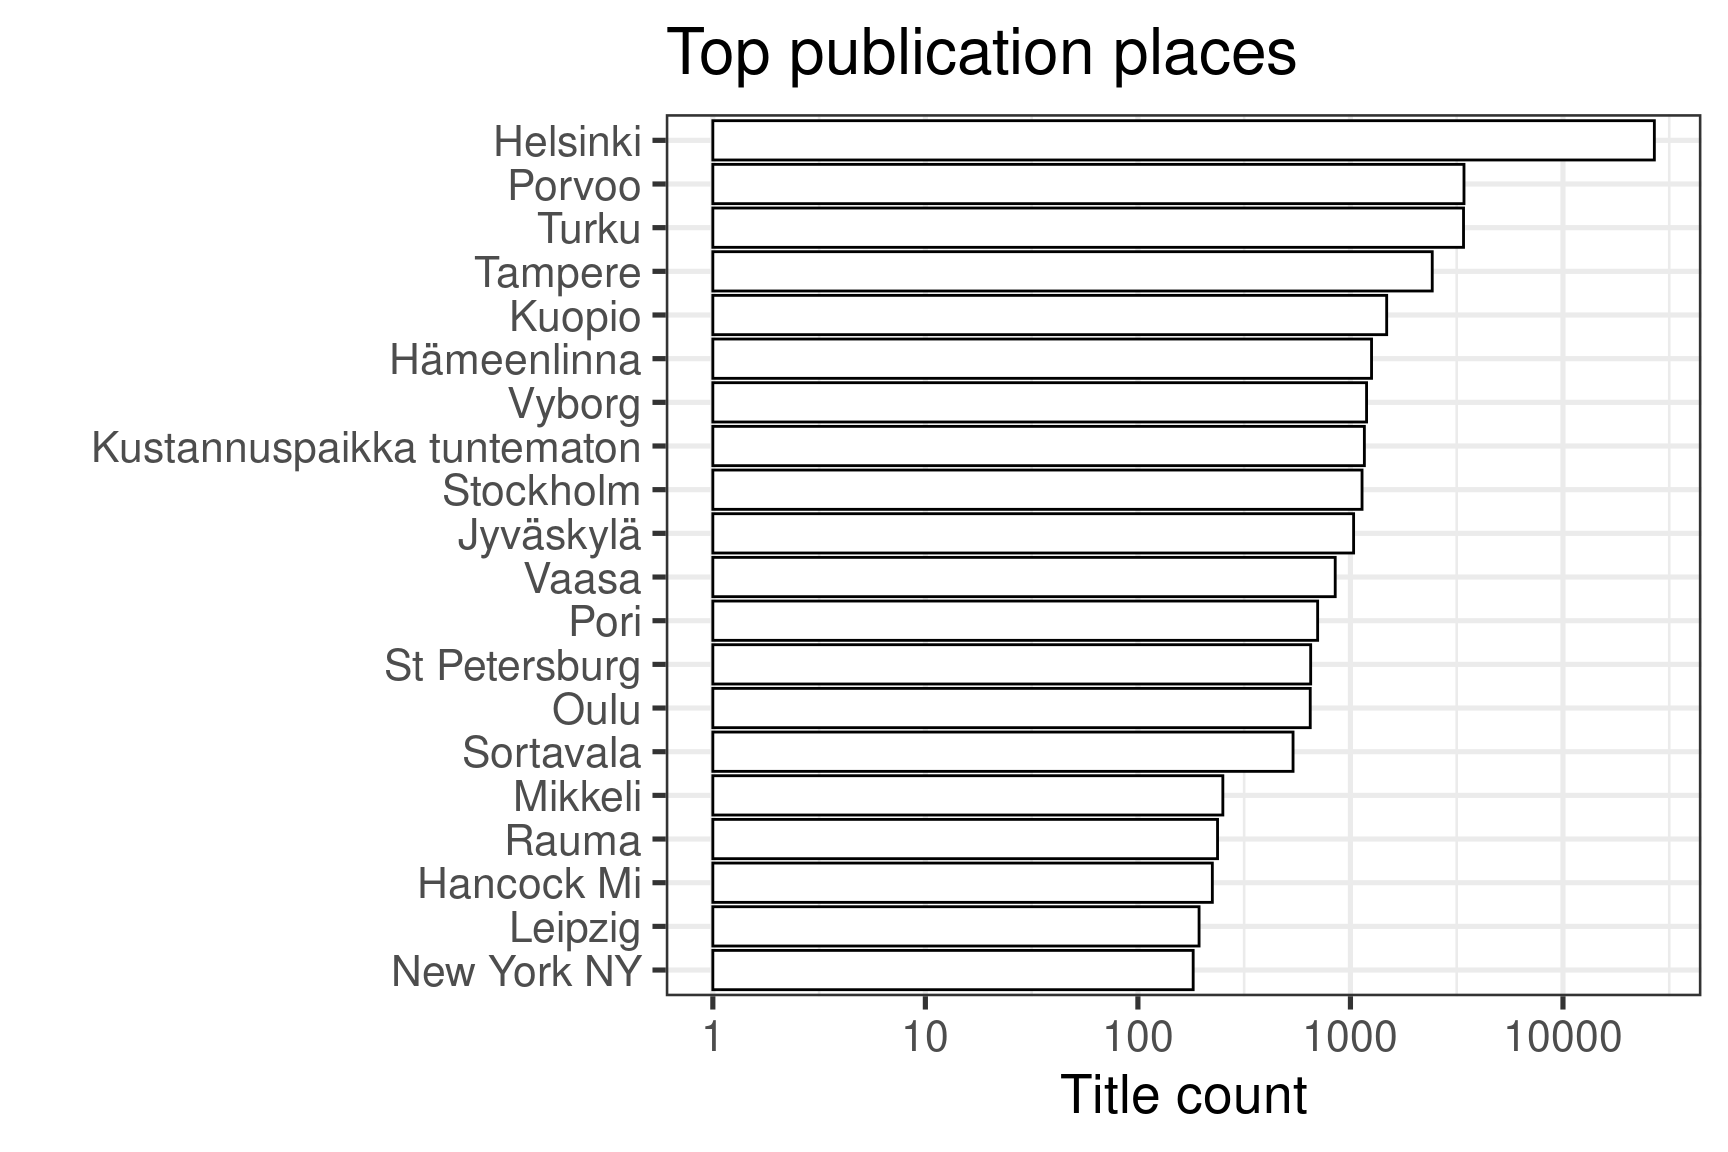 Top publication places
Helsinki
Porvoo
Turku
Tampere
Kuopio
Hämeenlinna
Vyborg
Kustannuspaikka tuntematon
Stockholm
Jyväskylä
Vaasa
Pori
St Petersburg
Oulu
Sortavala
Mikkeli
Rauma
Hancock Mi
Leipzig
New York NY
1 10 100 1000 10000
Title count